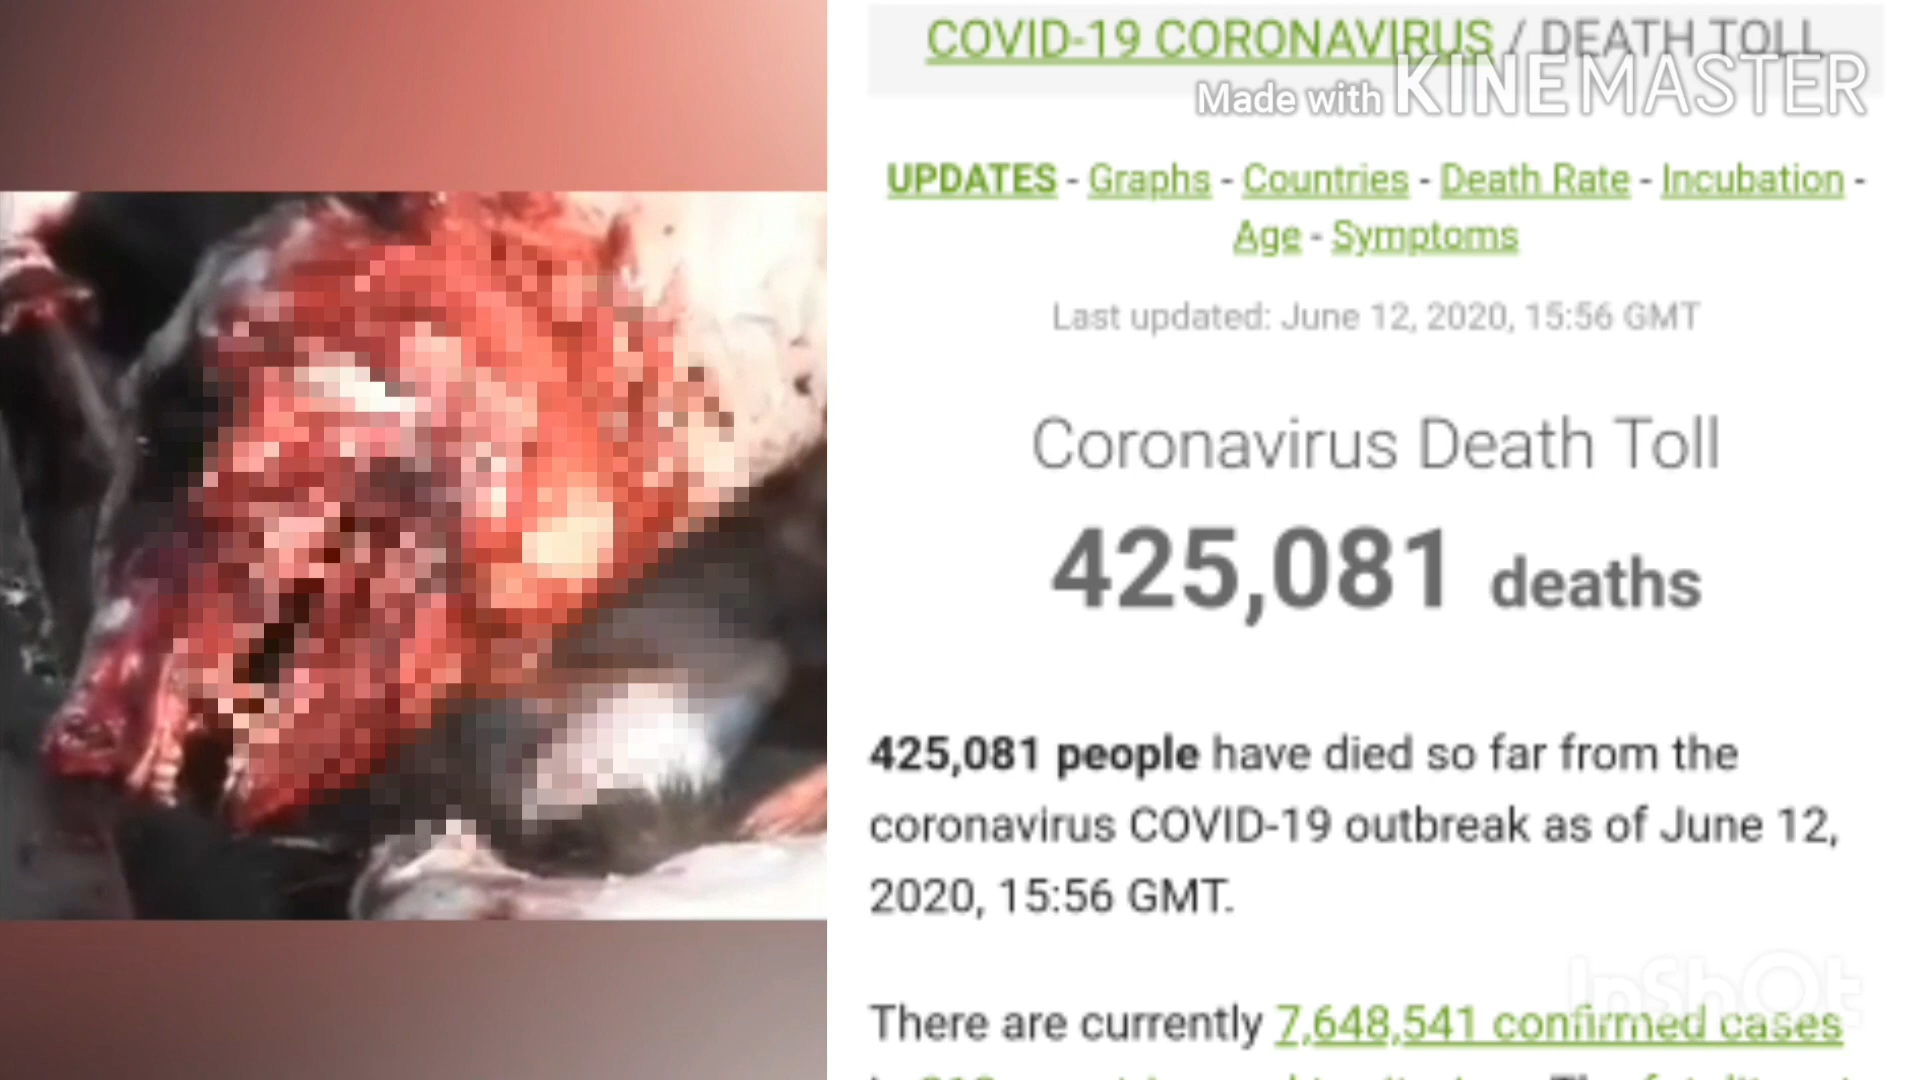 COVID-19 CORONAVIRUS / DEATH TOLL
Made with KINEMASTER
UPDATES - Graphs - Countries - Death Rate - Incubation -
Age - Symptoms
Last updated: June 12, 2020, 15:56 GMT
Coronavirus Death Toll
425,081 deaths
425,081 people have died so far from the
coronavirus COVID-19 outbreak as of June 12,
2020, 15:56 GMT.
InShOt
There are currently 7,648,541 confirmed cases